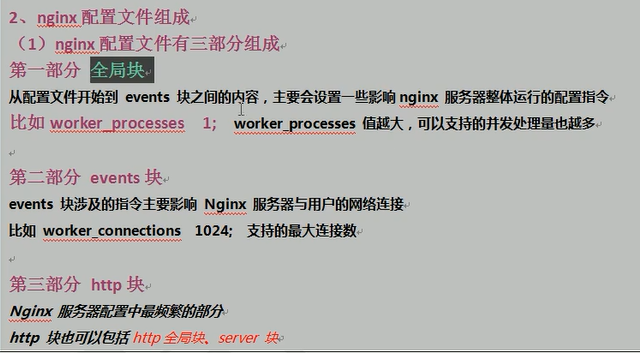 2、nginx 配置文件组成
（1）nginx 配置文件有三部分组成
第一部分 全局块
从配置文件开始到 events 块之间的内容，主要会设置一些影响 nginx 服务器整体运行的配置指令
比如 worker_processes 1; worker_processes 值越大，可以支持的并发处理量也越多
第二部分 events 块
events 块涉及的指令主要影响 Nginx 服务器与用户的网络连接
比如 worker_connections 1024; 支持的最大连接数
第三部分 http 块
Nginx 服务器配置中最频繁的部分
http 块也可以包括 http 全局块、server 块